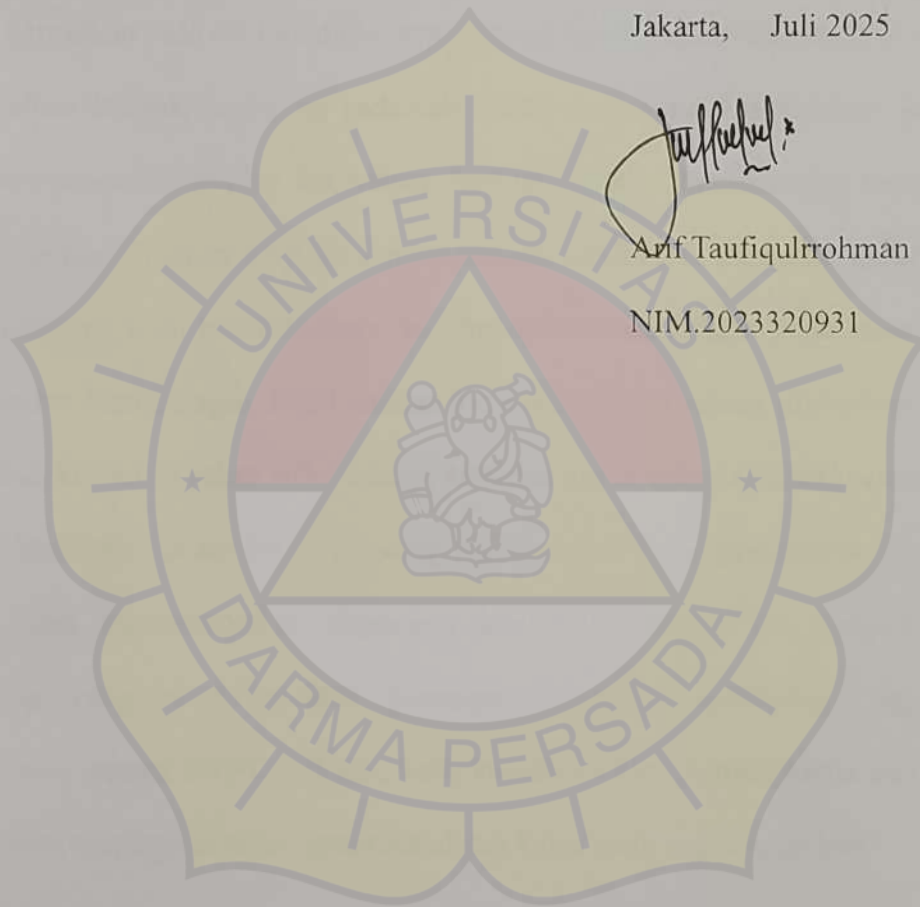 Jakarta, Juli 2025
Arif Taufiqulrrohman
NIM.2023320931
UNIVERSITAS
DARMA PERSADA